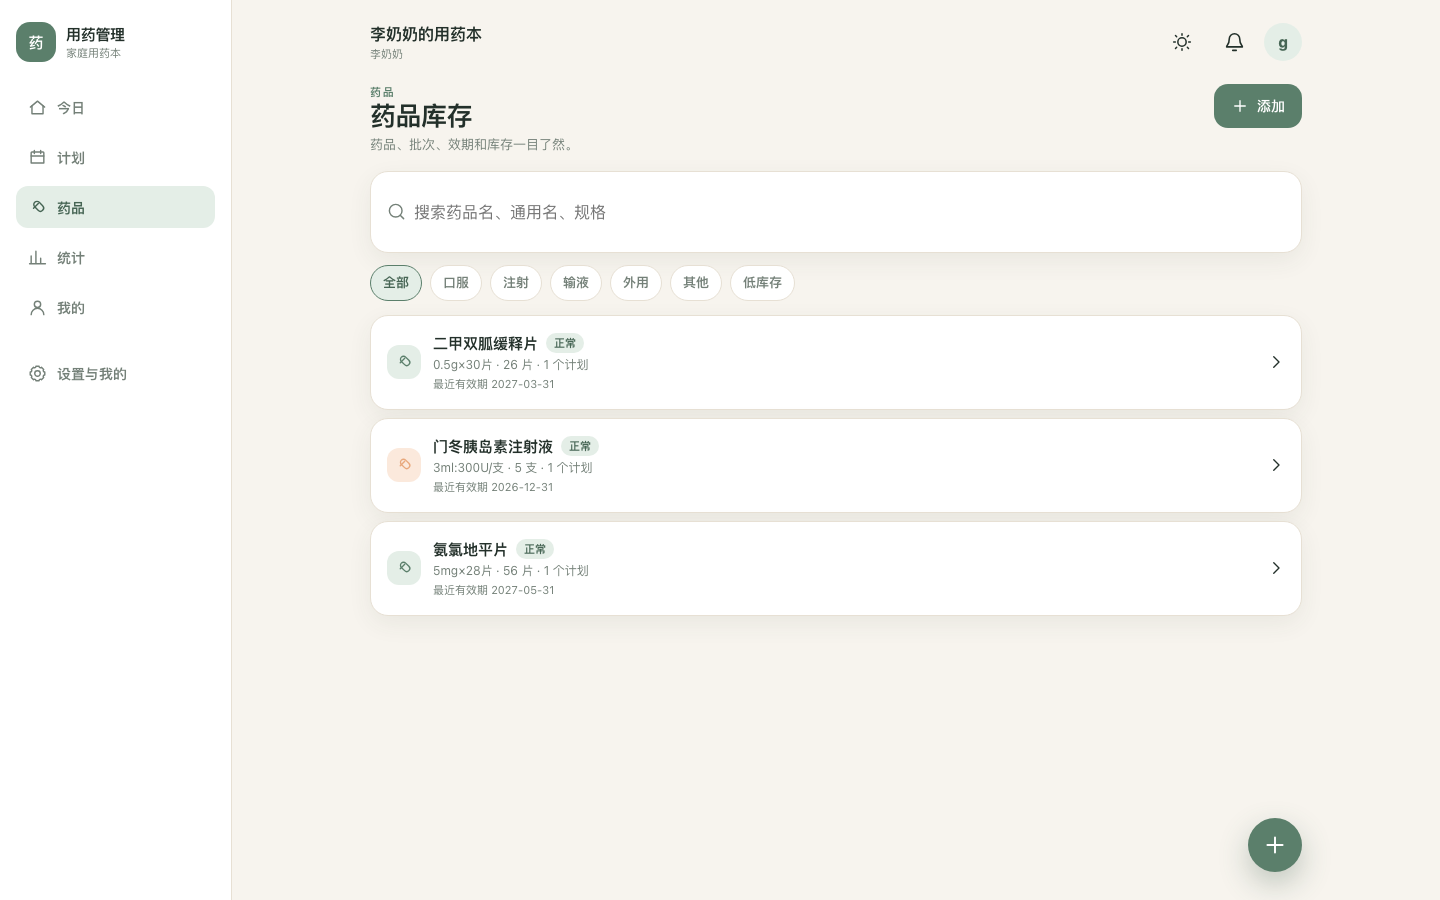 药
用药管理
家庭用药本
今日
计划
药品
统计
我的
设置与我的
李奶奶的用药本
李奶奶
g
药品
药品库存
药品、批次、效期和库存一目了然。
添加
搜索药品名、通用名、规格
全部
口服
注射
输液
外用
其他
低库存
二甲双胍缓释片 正常
0.5g×30片 · 26 片 · 1 个计划
最近有效期 2027-03-31
门冬胰岛素注射液 正常
3ml:300U/支 · 5 支 · 1 个计划
最近有效期 2026-12-31
氨氯地平片 正常
5mg×28片 · 56 片 · 1 个计划
最近有效期 2027-05-31